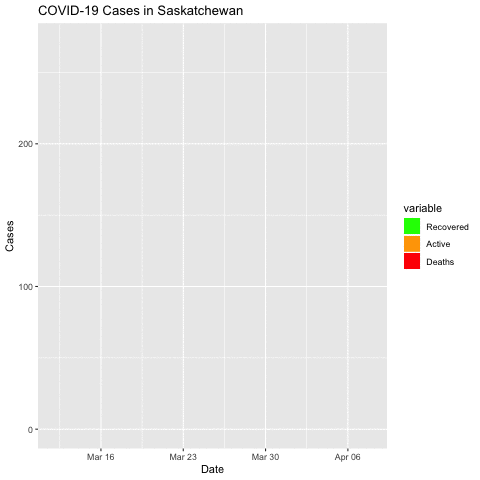 COVID-19 Cases in Saskatchewan
200
100
0
Cases
Mar 16
Mar 23
Mar 30
Apr 06
Date
variable
Recovered
Active
Deaths